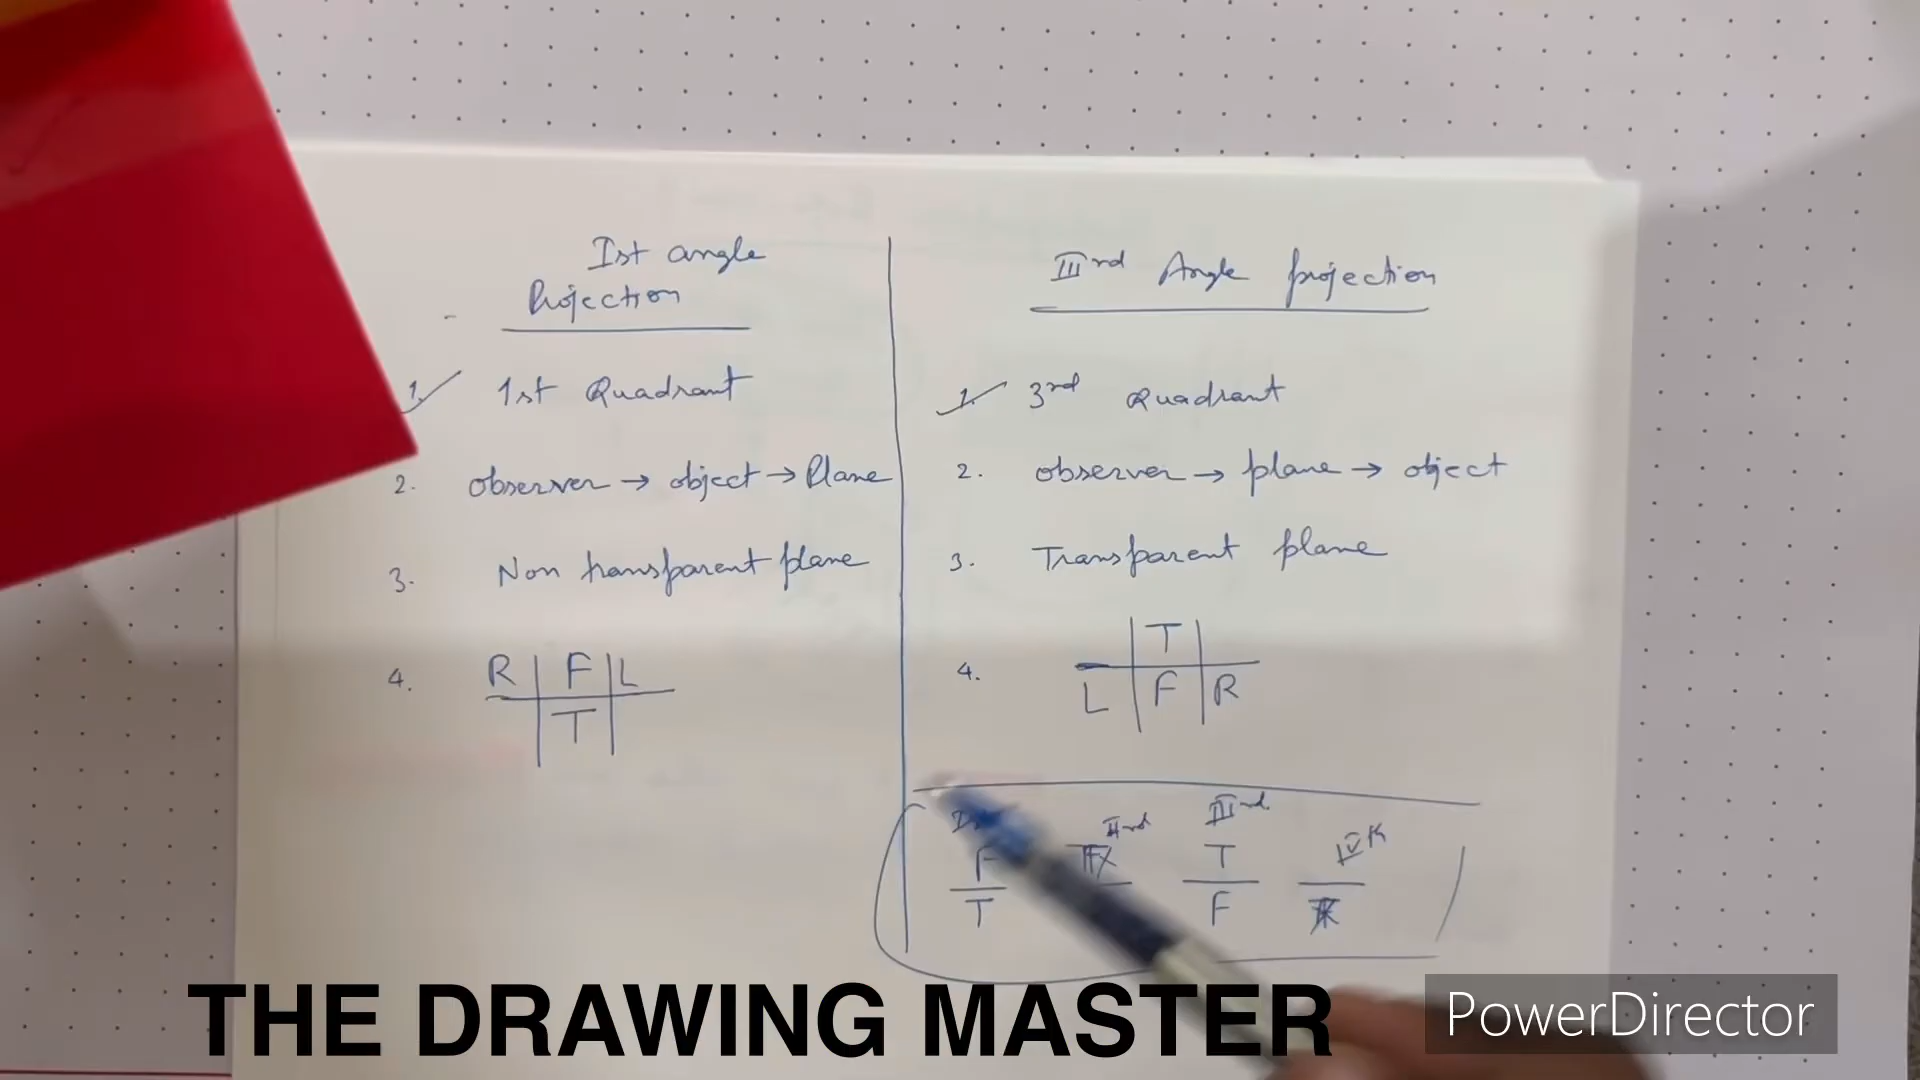 Ist angle
Projection
1. 1st Quadrant
2. observer → object → Plane
3. Non transparent plane
4. R | F | L
T
IIIrd Angle projection
1. 3rd Quadrant
2. observer → plane → object
3. Transparent plane
4. T
L | F | R
IInd IIIrd IVth
F T
T F
THE DRAWING MASTER
PowerDirector